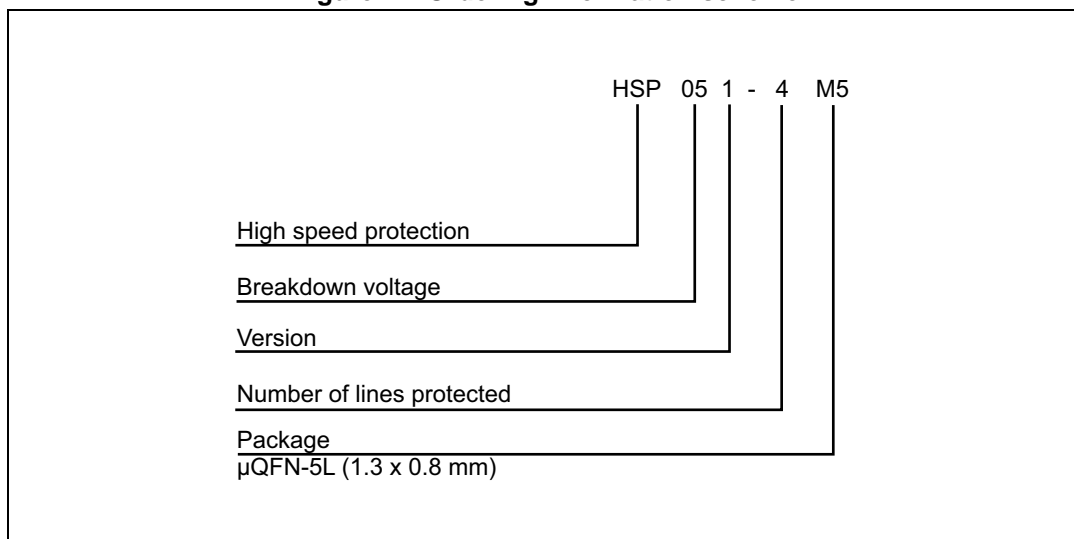 HSP 05 1 - 4 M5
High speed protection
Breakdown voltage
Version
Number of lines protected
Package
µQFN-5L (1.3 x 0.8 mm)